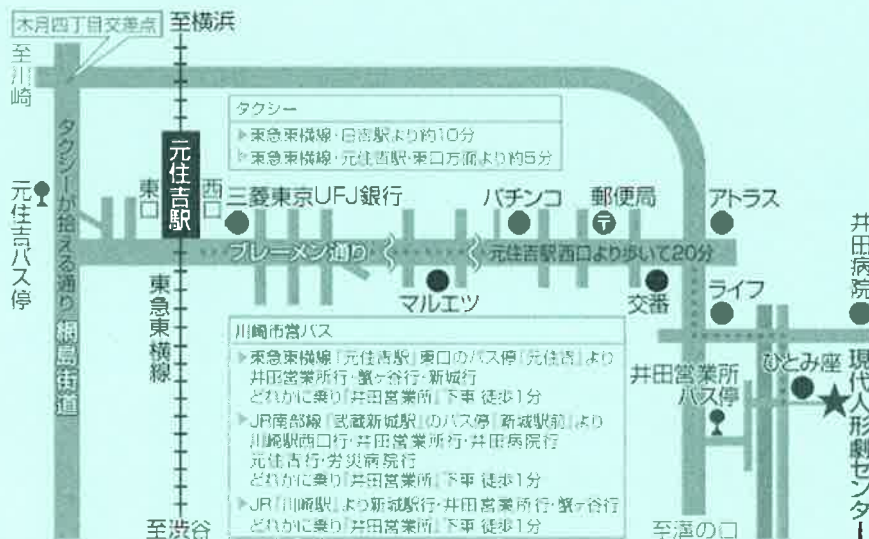 木月四丁目交差点
至横浜
至川崎
タクシー
▶東急東横線・日吉駅より約10分
▶東急東横線・元住吉駅・東口方面より約5分
タクシーが拾える通り 綱島街道
元住吉バス停
元住吉駅
東口
西口
三菱東京UFJ銀行
パチンコ
郵便局
アトラス
ブレーメン通り
元住吉駅西口より歩いて20分
マルエツ
交番
ライフ
井田病院
東急東横線
川崎市営バス
▶東急東横線「元住吉駅」東口のバス停「元住吉」より
井田営業所行・蟹ヶ谷行・新城行
どれかに乗り「井田営業所」下車 徒歩1分
▶JR南部線「武蔵新城駅」のバス停「新城駅前」より
川崎駅西口行・井田営業所行・井田病院行
元住吉行・労災病院行
どれかに乗り「井田営業所」下車 徒歩1分
▶JR「川崎駅」より新城駅行・井田営業所行・蟹ヶ谷行
どれかに乗り「井田営業所」下車 徒歩1分
井田営業所
バス停
ひとみ座
★現代人形劇センター
至渋谷
至溝の口